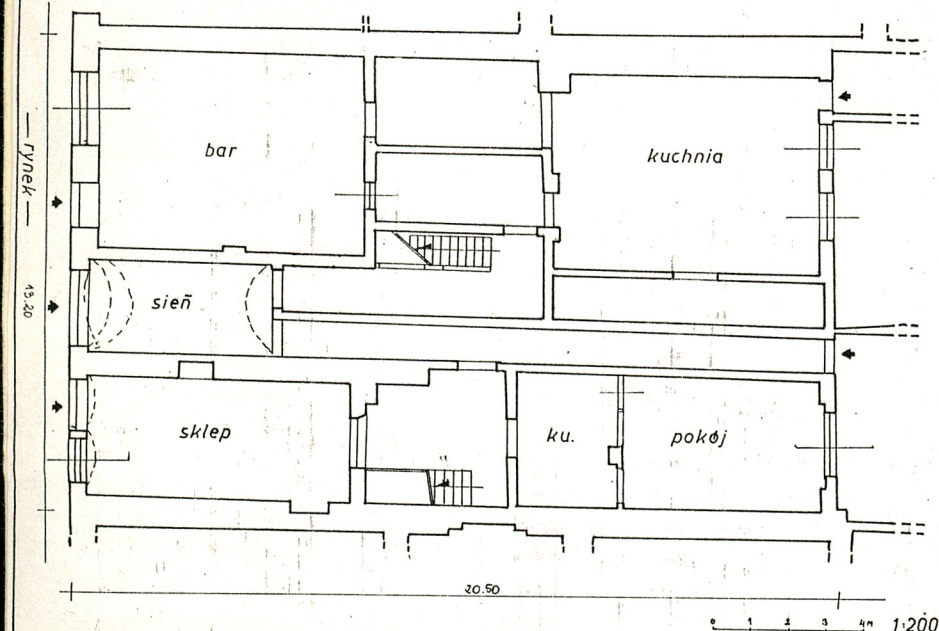 bar
kuchnia
— rynek —
sień
13.20
sklep
ku.
pokój
20.50
0 1 2 3 4m 1:200